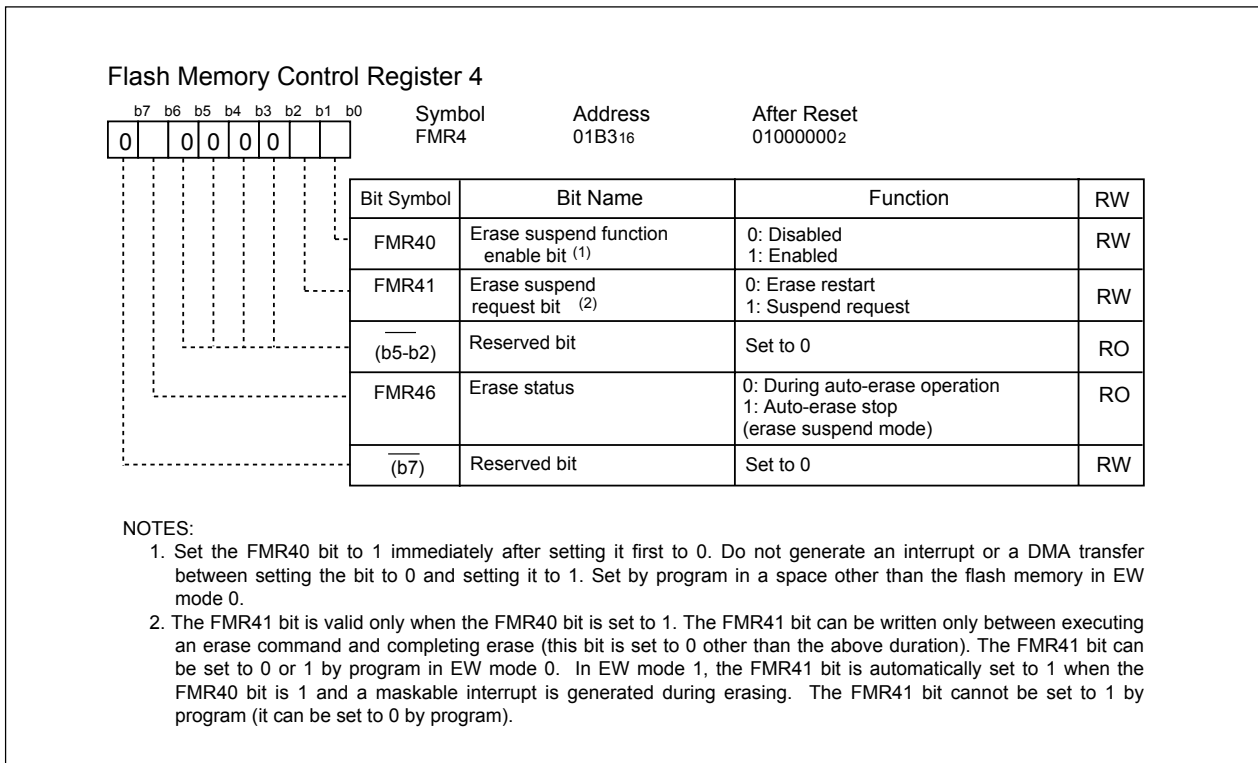 Flash Memory Control Register 4
b7 b6 b5 b4 b3 b2 b1 b0 Symbol Address After Reset
0 0 0 0 0 FMR4 01B316 010000002
Bit Symbol Bit Name Function RW
FMR40 Erase suspend function enable bit (1) 0: Disabled RW
1: Enabled
FMR41 Erase suspend request bit (2) 0: Erase restart RW
1: Suspend request
(b5-b2) Reserved bit Set to 0 RO
FMR46 Erase status 0: During auto-erase operation RO
1: Auto-erase stop
(erase suspend mode)
(b7) Reserved bit Set to 0 RW
NOTES:
1. Set the FMR40 bit to 1 immediately after setting it first to 0. Do not generate an interrupt or a DMA transfer
between setting the bit to 0 and setting it to 1. Set by program in a space other than the flash memory in EW
mode 0.
2. The FMR41 bit is valid only when the FMR40 bit is set to 1. The FMR41 bit can be written only between executing
an erase command and completing erase (this bit is set to 0 other than the above duration). The FMR41 bit can
be set to 0 or 1 by program in EW mode 0. In EW mode 1, the FMR41 bit is automatically set to 1 when the
FMR40 bit is 1 and a maskable interrupt is generated during erasing. The FMR41 bit cannot be set to 1 by
program (it can be set to 0 by program).